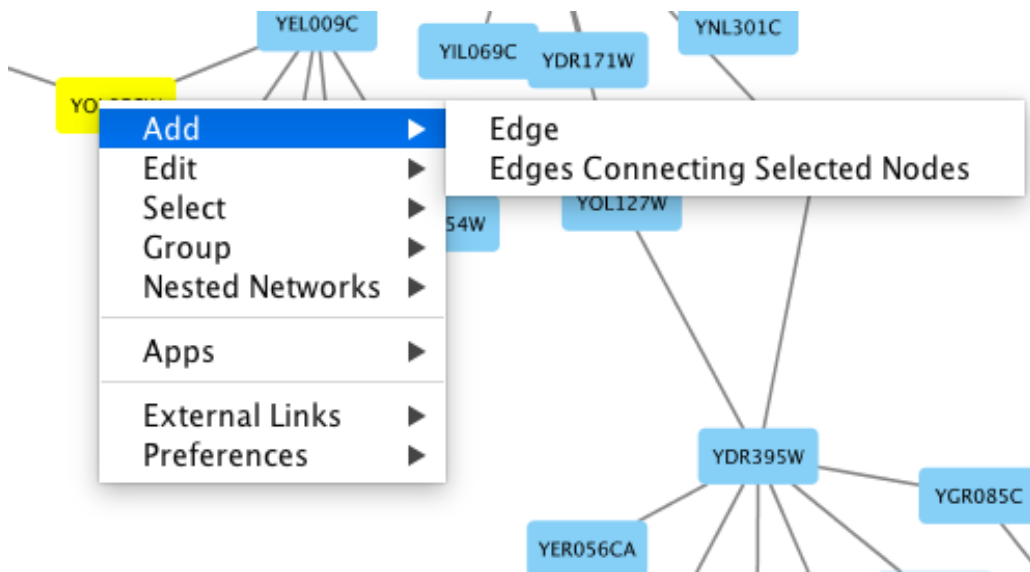 YEL009C
YNL301C
YIL069C
YDR171W
YO
Add
Edge
Edit
Edges Connecting Selected Nodes
Select
YOL127W
54W
Group
Nested Networks
Apps
External Links
Preferences
YDR395W
YGR085C
YER056CA